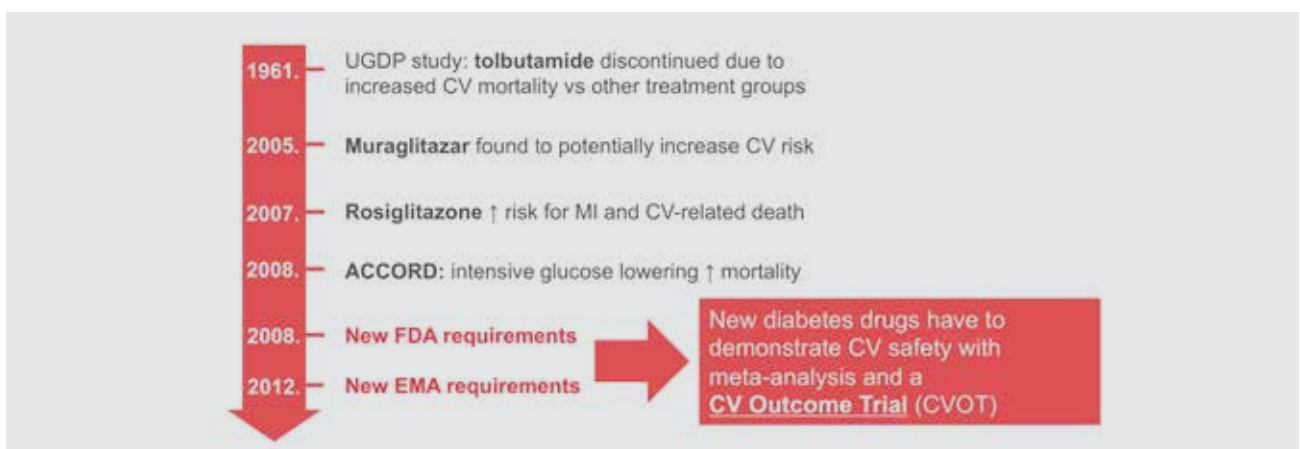 1961.
UGDP study: tolbutamide discontinued due to
increased CV mortality vs other treatment groups
2005.
Muraglitazar found to potentially increase CV risk
2007.
Rosiglitazone ↑ risk for MI and CV-related death
2008.
ACCORD: intensive glucose lowering ↑ mortality
2008.
New FDA requirements
2012.
New EMA requirements
New diabetes drugs have to
demonstrate CV safety with
meta-analysis and a
CV Outcome Trial (CVOT)